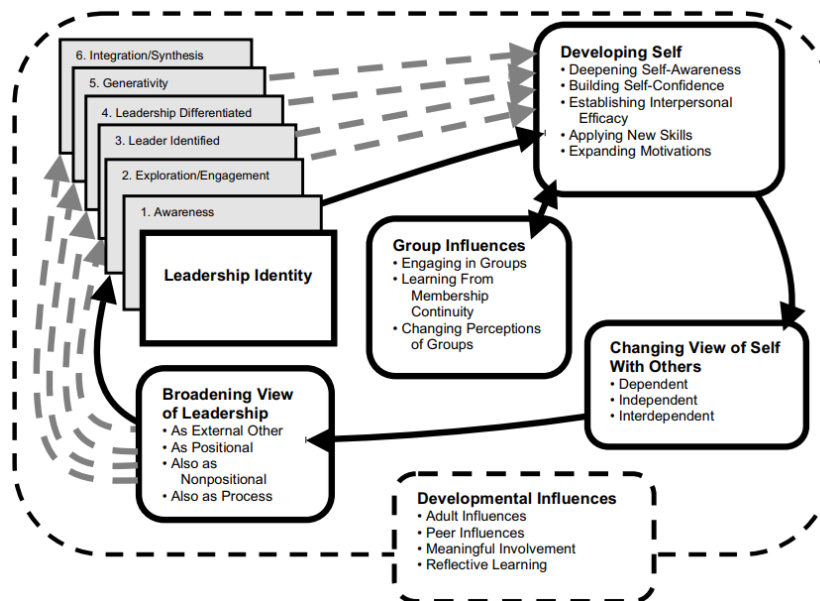 6. Integration/Synthesis
5. Generativity
4. Leadership Differentiated
3. Leader Identified
2. Exploration/Engagement
1. Awareness
Leadership Identity
Developing Self
• Deepening Self-Awareness
• Building Self-Confidence
• Establishing Interpersonal
Efficacy
• Applying New Skills
• Expanding Motivations
Group Influences
• Engaging in Groups
• Learning From
Membership
Continuity
• Changing Perceptions
of Groups
Changing View of Self
With Others
• Dependent
• Independent
• Interdependent
Broadening View
of Leadership
• As External Other
• As Positional
• Also as
Nonpositional
• Also as Process
Developmental Influences
• Adult Influences
• Peer Influences
• Meaningful Involvement
• Reflective Learning